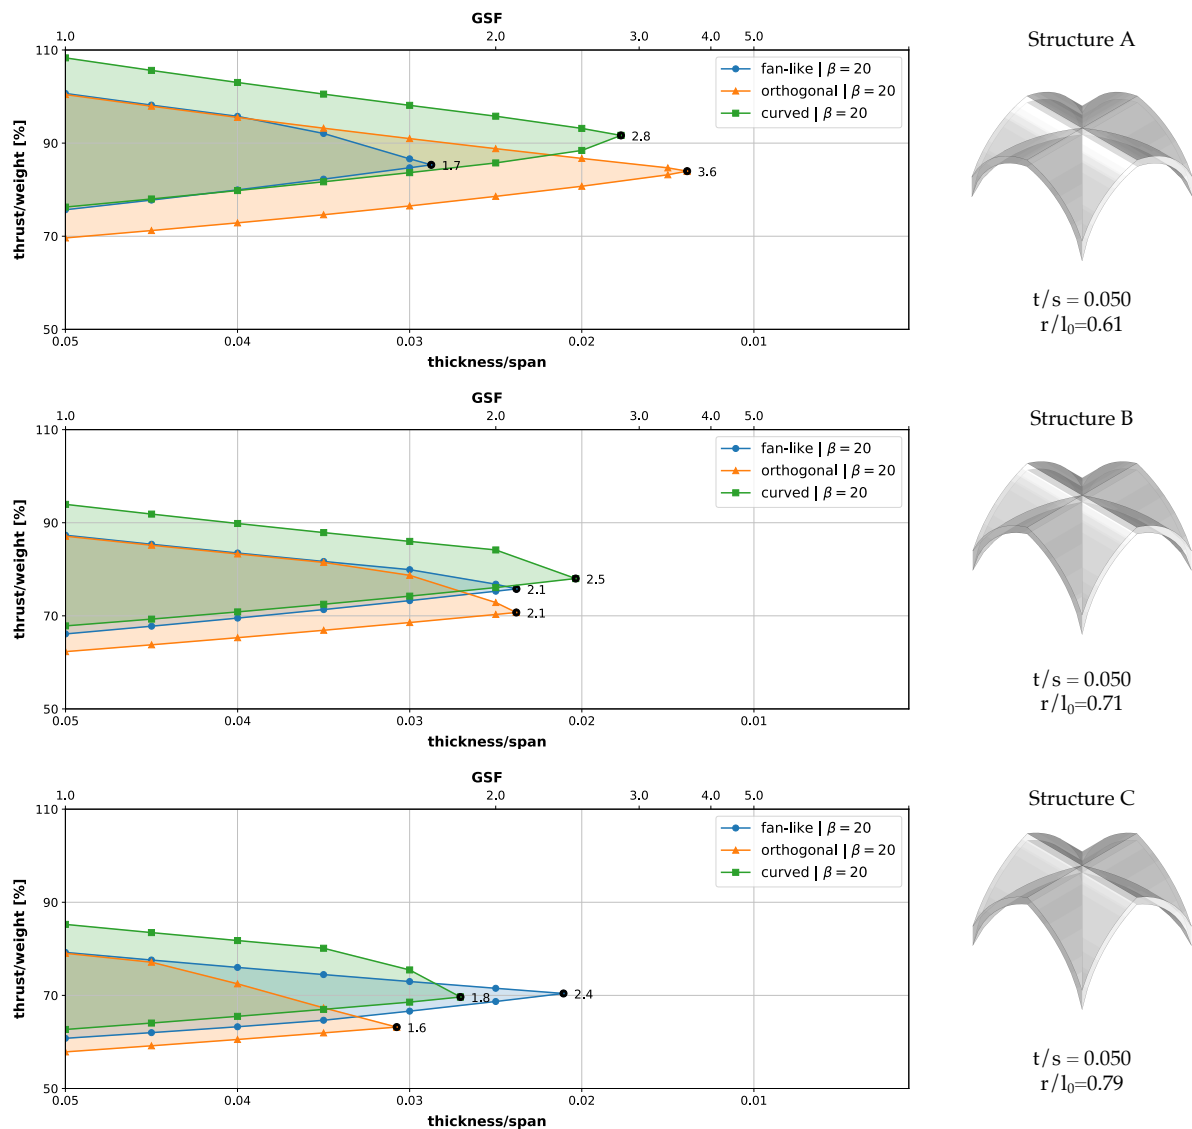 GSF
1.0 2.0 3.0 4.0 5.0
110
90
70
50
thrust/weight [%]
fan-like | β = 20
orthogonal | β = 20
curved | β = 20
2.8
1.7
3.6
0.05 0.04 0.03 0.02 0.01
thickness/span
Structure A
t/s = 0.050
r/l₀=0.61
GSF
1.0 2.0 3.0 4.0 5.0
110
90
70
50
thrust/weight [%]
fan-like | β = 20
orthogonal | β = 20
curved | β = 20
2.5
2.1
2.1
0.05 0.04 0.03 0.02 0.01
thickness/span
Structure B
t/s = 0.050
r/l₀=0.71
GSF
1.0 2.0 3.0 4.0 5.0
110
90
70
50
thrust/weight [%]
fan-like | β = 20
orthogonal | β = 20
curved | β = 20
2.4
1.8
1.6
0.05 0.04 0.03 0.02 0.01
thickness/span
Structure C
t/s = 0.050
r/l₀=0.79